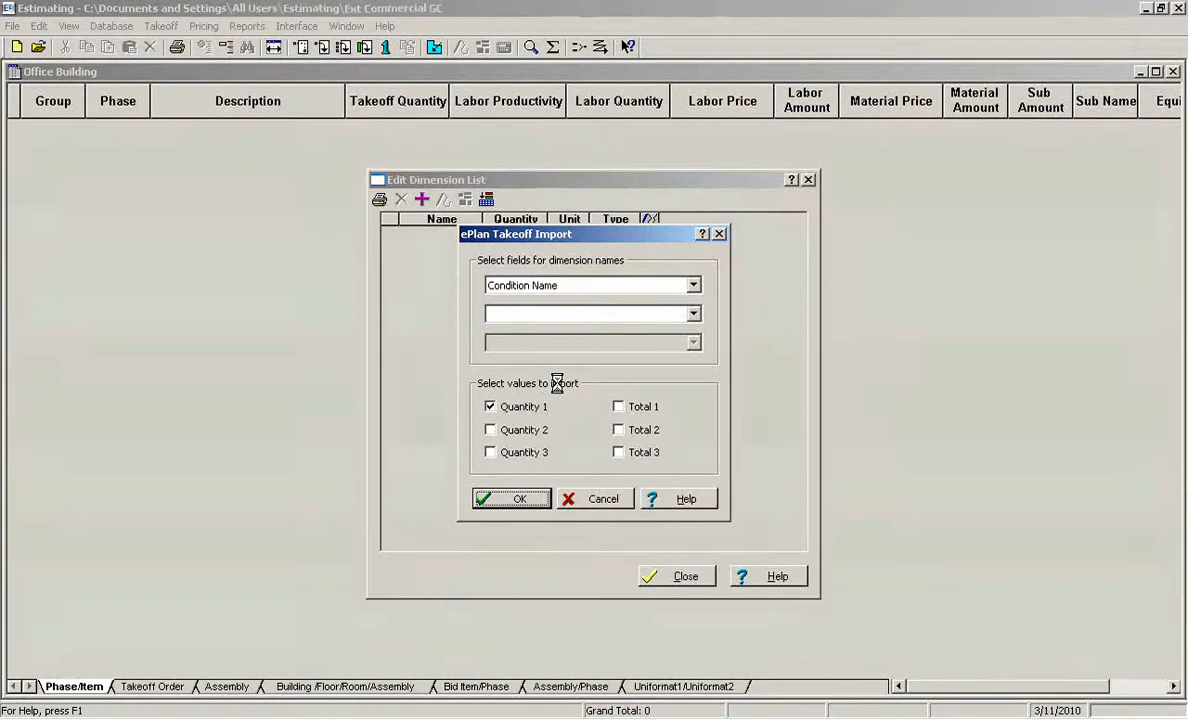 Estimating - C:\Documents and Settings\All Users\Estimating\Ext Commercial GC
File Edit View Database Takeoff Pricing Reports Interface Window Help
Office Building
Group Phase Description Takeoff Quantity Labor Productivity Labor Quantity Labor Price Labor Amount Material Price Material Amount Sub Amount Sub Name Equi
Edit Dimension List
Name Quantity Unit Type
ePlan Takeoff Import
Select fields for dimension names
Condition Name
Select values to import
Quantity 1 Total 1
Quantity 2 Total 2
Quantity 3 Total 3
OK Cancel Help
Close Help
Phase/Item Takeoff Order Assembly Building /Floor/Room/Assembly Bid Item/Phase Assembly/Phase Uniformat1/Uniformat2
For Help, press F1 Grand Total: 0 3/11/2010